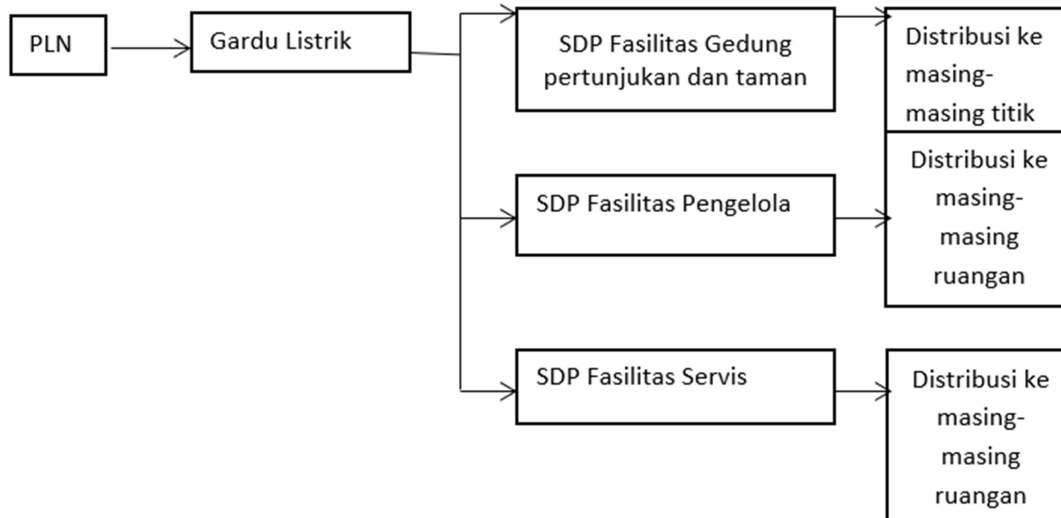 PLN
Gardu Listrik
SDP Fasilitas Gedung
pertunjukan dan taman
Distribusi ke
masing-
masing titik
SDP Fasilitas Pengelola
Distribusi ke
masing-
masing
ruangan
SDP Fasilitas Servis
Distribusi ke
masing-
masing
ruangan